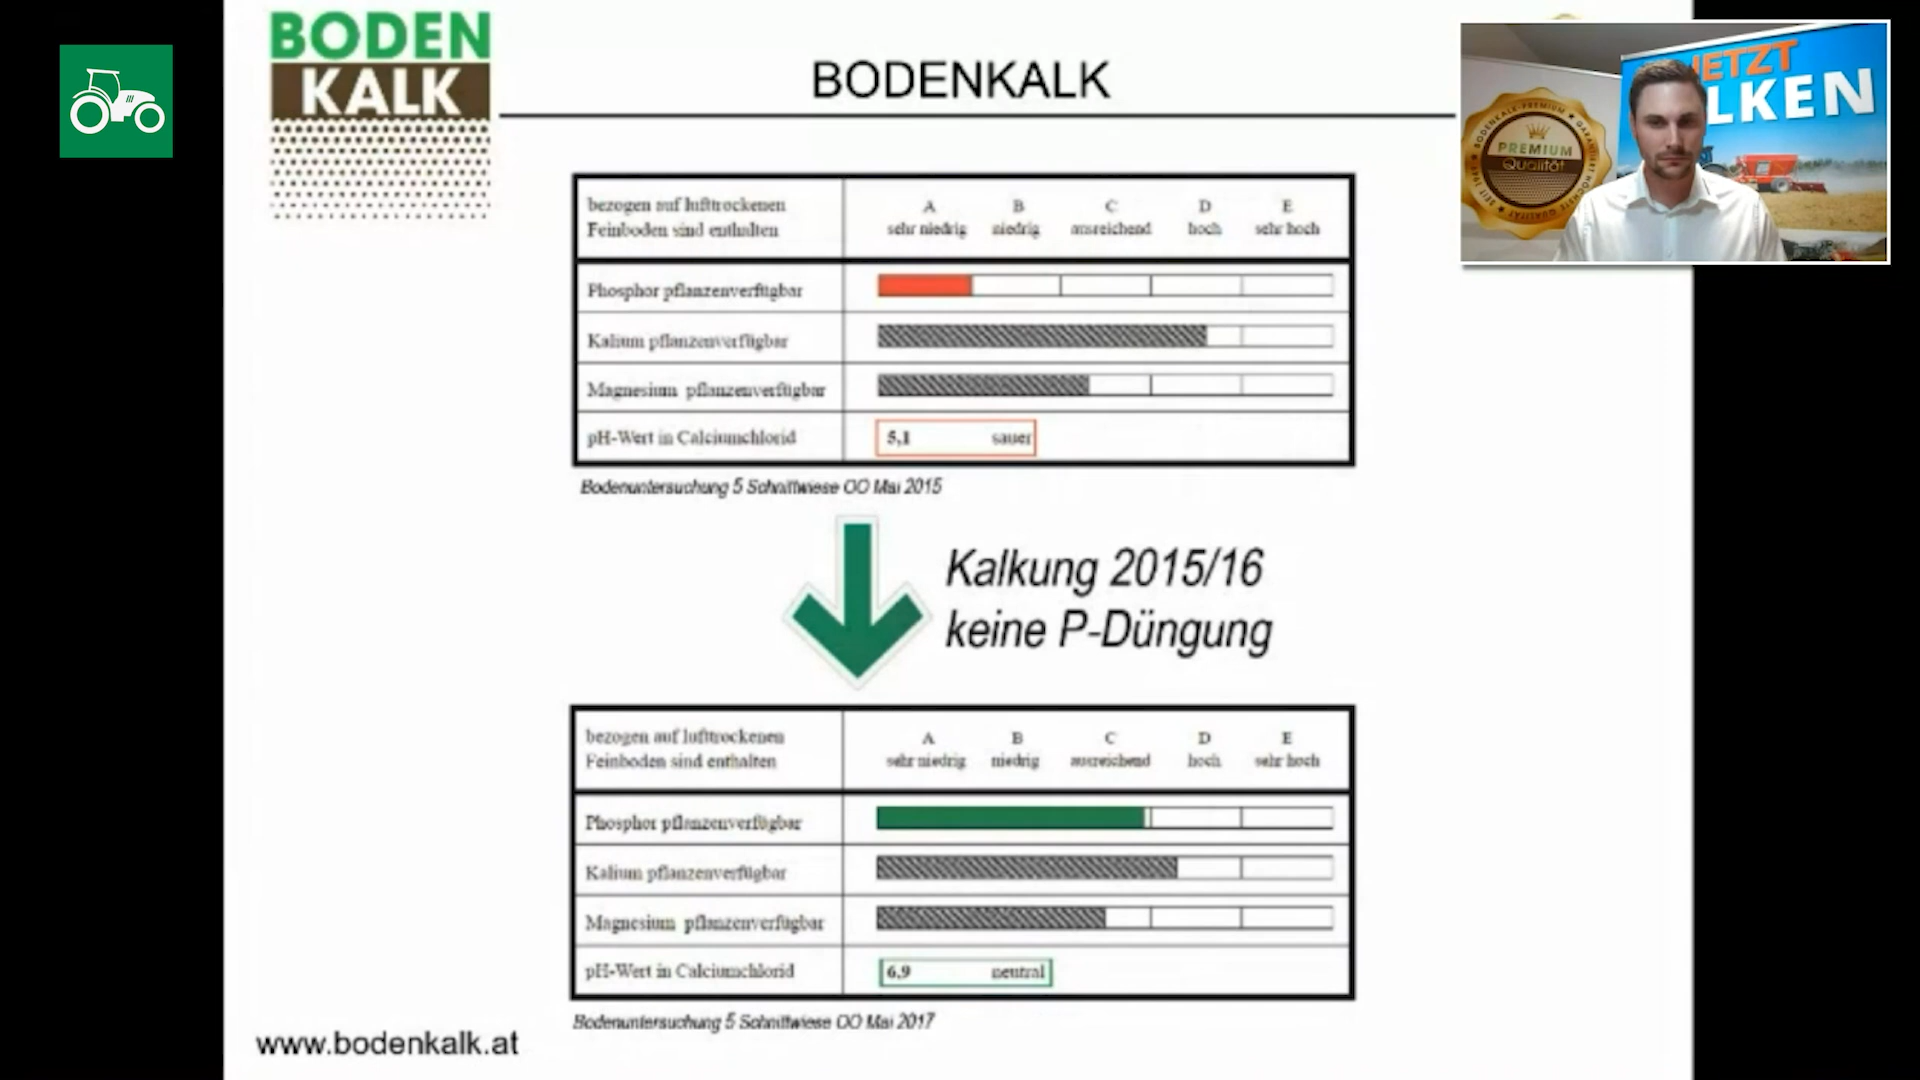 BODEN
KALK
BODENKALK
JETZT
LKEN
PREMIUM
Qualität
bezogen auf lufttrockenen
Feinboden sind enthalten
A B C D E
sehr niedrig niedrig ausreichend hoch sehr hoch
Phosphor pflanzenverfügbar
Kalium pflanzenverfügbar
Magnesium pflanzenverfügbar
pH-Wert in Calciumchlorid 5,1 sauer
Bodenuntersuchung 5 Schnittwiese OÖ Mai 2015
Kalkung 2015/16
keine P-Düngung
bezogen auf lufttrockenen
Feinboden sind enthalten
A B C D E
sehr niedrig niedrig ausreichend hoch sehr hoch
Phosphor pflanzenverfügbar
Kalium pflanzenverfügbar
Magnesium pflanzenverfügbar
pH-Wert in Calciumchlorid 6,9 neutral
Bodenuntersuchung 5 Schnittwiese OÖ Mai 2017
www.bodenkalk.at